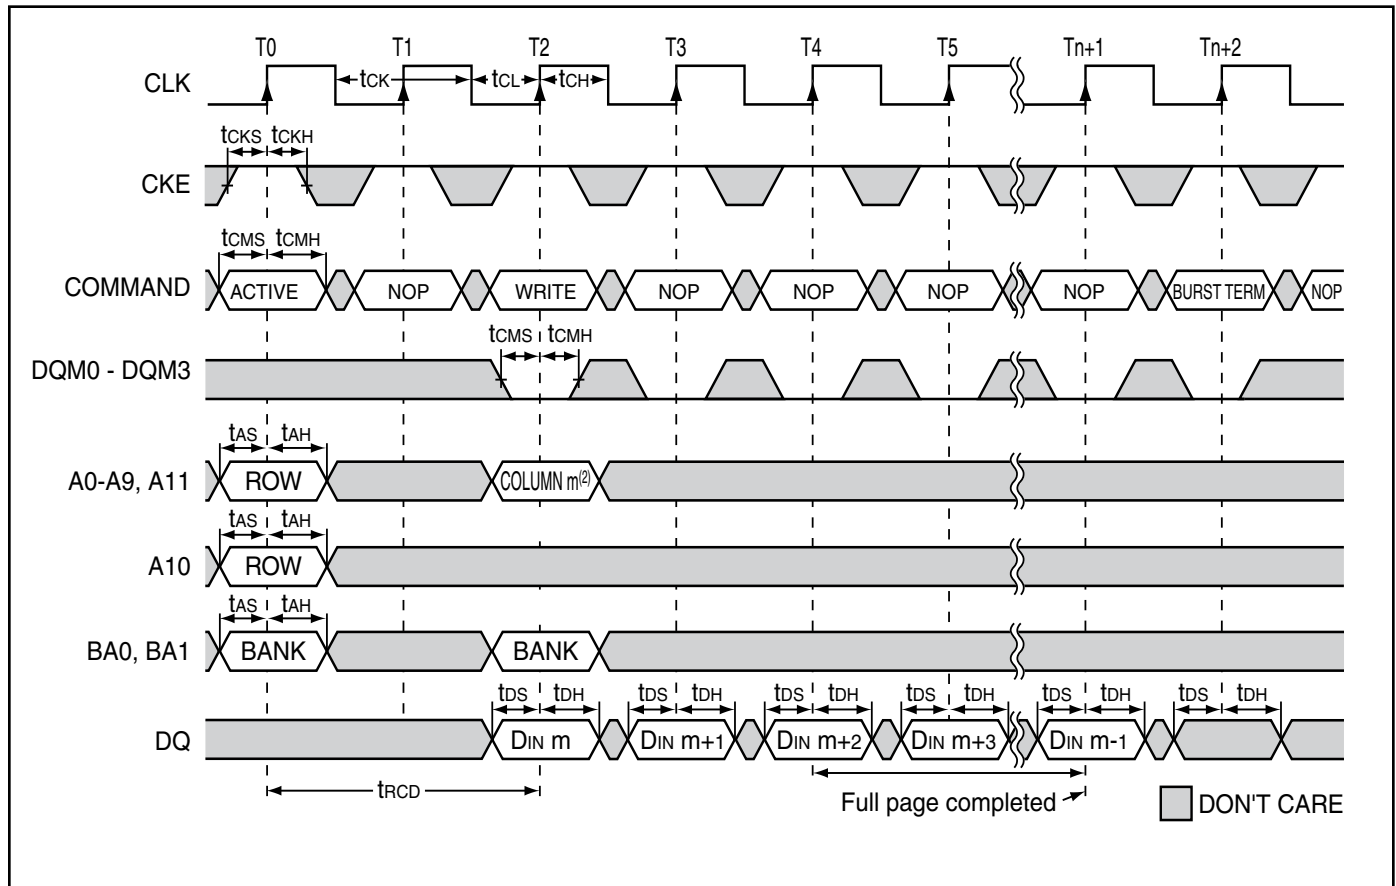 T0 T1 T2 T3 T4 T5 Tn+1 Tn+2
CLK tCK tCL tCH
tCKS tCKH
CKE
tCMS tCMH
COMMAND ACTIVE NOP WRITE NOP NOP NOP NOP BURST TERM NOP
tCMS tCMH
DQM0 - DQM3
tAS tAH
A0-A9, A11 ROW COLUMN m(2)
tAS tAH
A10 ROW
tAS tAH
BA0, BA1 BANK BANK
tDS tDH tDS tDH tDS tDH tDS tDH tDS tDH tDS tDH
DQ DIN m DIN m+1 DIN m+2 DIN m+3 DIN m-1
tRCD
Full page completed DON'T CARE